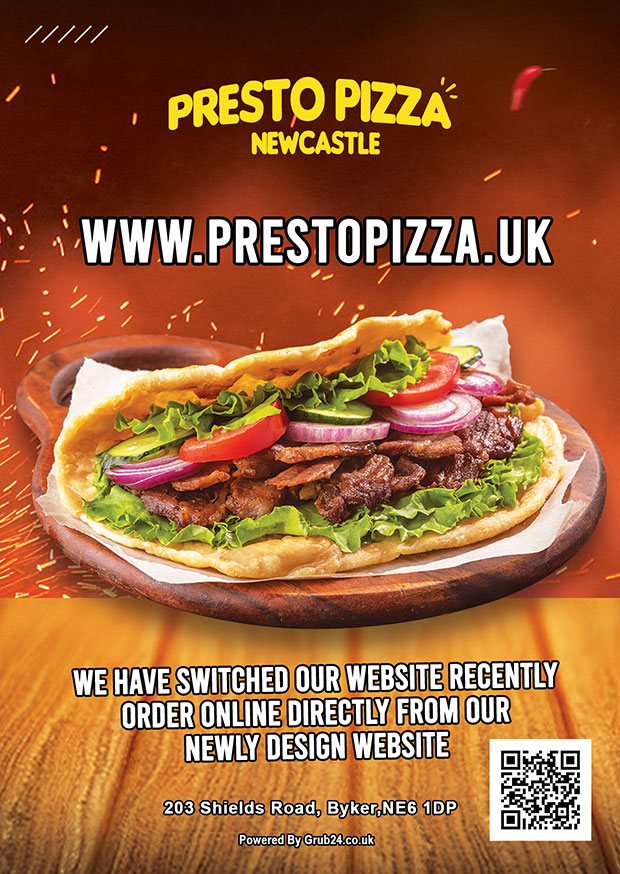 PRESTO PIZZA
NEWCASTLE
WWW.PRESTOPIZZA.UK
WE HAVE SWITCHED OUR WEBSITE RECENTLY
ORDER ONLINE DIRECTLY FROM OUR
NEWLY DESIGN WEBSITE
203 Shields Road, Byker,NE6 1DP
Powered By Grub24.co.uk